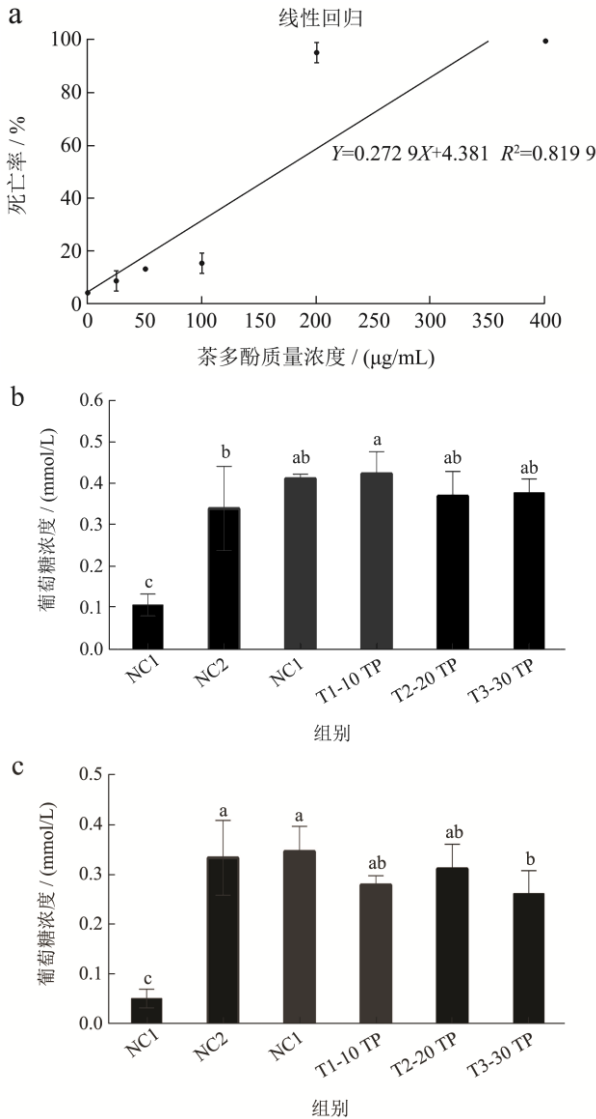 a
线性回归
100
80
60
40
20
0
死亡率 / %
Y=0.272 9X+4.381 R²=0.819 9
0 50 100 150 200 250 300 350 400
茶多酚质量浓度 / (μg/mL)
b
0.6
0.5
0.4
0.3
0.2
0.1
0.0
葡萄糖浓度 / (mmol/L)
c b ab a ab ab
NC1 NC2 NC1 T1-10 TP T2-20 TP T3-30 TP
组别
c
0.5
0.4
0.3
0.2
0.1
0.0
葡萄糖浓度 / (mmol/L)
c a a ab ab b
NC1 NC2 NC1 T1-10 TP T2-20 TP T3-30 TP
组别